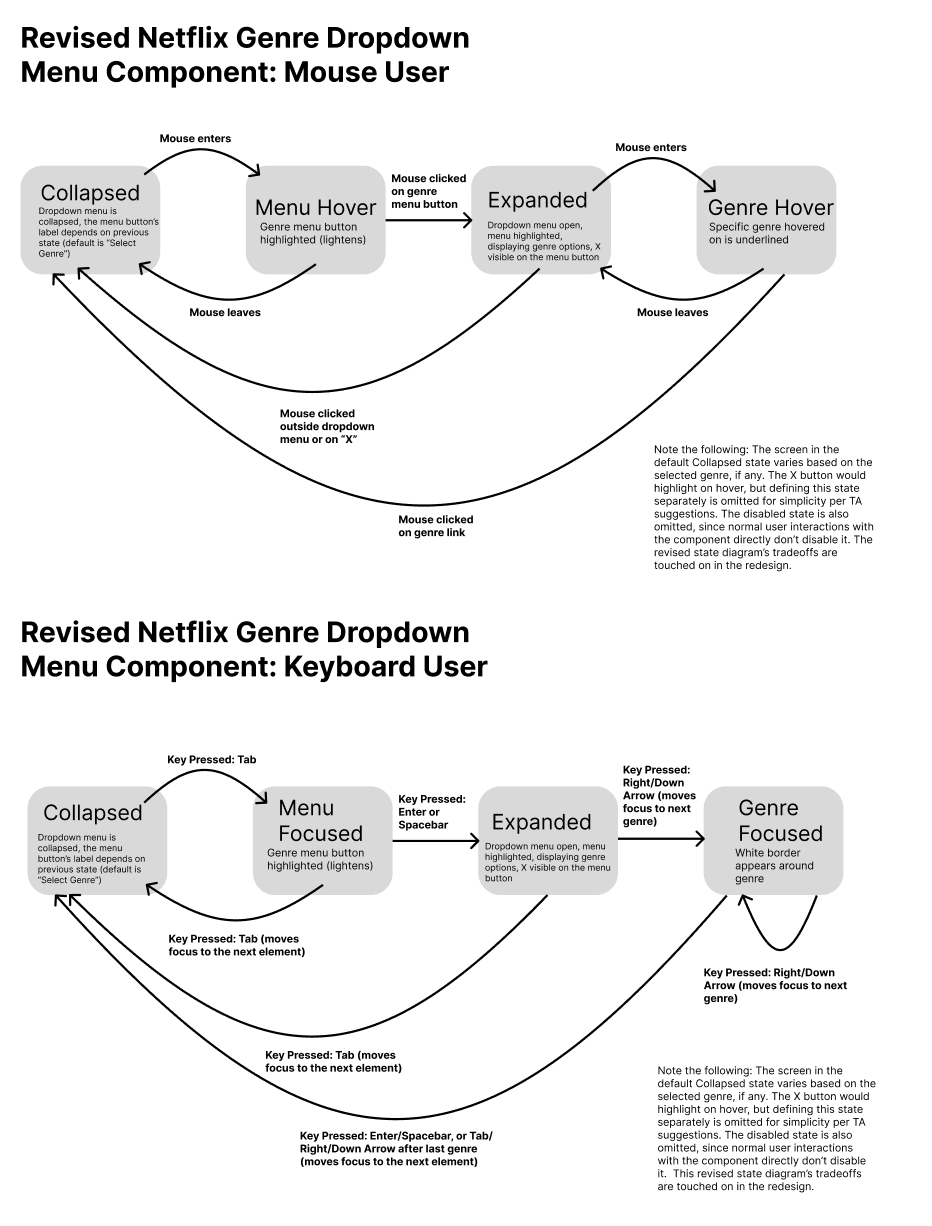 Revised Netflix Genre Dropdown
Menu Component: Mouse User
Mouse enters
Mouse enters
Collapsed
Dropdown menu is
collapsed, the menu button's
label depends on previous
state (default is “Select
Genre”)
Menu Hover
Genre menu button
highlighted (lightens)
Mouse clicked
on genre
menu button
Expanded
Dropdown menu open,
menu highlighted,
displaying genre options, X
visible on the menu button
Genre Hover
Specific genre hovered
on is underlined
Mouse leaves
Mouse leaves
Mouse clicked
outside dropdown
menu or on “X”
Mouse clicked
on genre link
Note the following: The screen in the
default Collapsed state varies based on the
selected genre, if any. The X button would
highlight on hover, but defining this state
separately is omitted for simplicity per TA
suggestions. The disabled state is also
omitted, since normal user interactions with
the component directly don’t disable it. The
revised state diagram’s tradeoffs are
touched on in the redesign.
Revised Netflix Genre Dropdown
Menu Component: Keyboard User
Key Pressed: Tab
Collapsed
Dropdown menu is
collapsed, the menu
button’s label depends on
previous state (default is
“Select Genre”)
Menu
Focused
Genre menu button
highlighted (lightens)
Key Pressed:
Enter or
Spacebar
Expanded
Dropdown menu open, menu
highlighted, displaying genre
options, X visible on the menu
button
Key Pressed:
Right/Down
Arrow (moves
focus to next
genre)
Genre
Focused
White border
appears around
genre
Key Pressed: Tab (moves
focus to the next element)
Key Pressed: Right/Down
Arrow (moves focus to next
genre)
Key Pressed: Tab (moves
focus to the next element)
Key Pressed: Enter/Spacebar, or Tab/
Right/Down Arrow after last genre
(moves focus to the next element)
Note the following: The screen in the
default Collapsed state varies based on the
selected genre, if any. The X button would
highlight on hover, but defining this state
separately is omitted for simplicity per TA
suggestions. The disabled state is also
omitted, since normal user interactions
with the component directly don’t disable
it.  This revised state diagram’s tradeoffs
are touched on in the redesign.